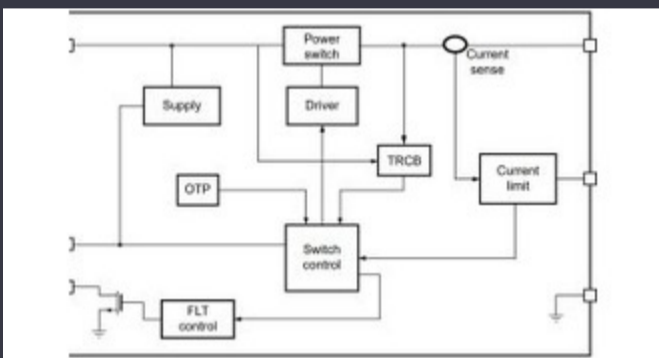 Power
switch
Current
sense
Supply
Driver
TRCB
Current
limit
OTP
Switch
control
FLT
control